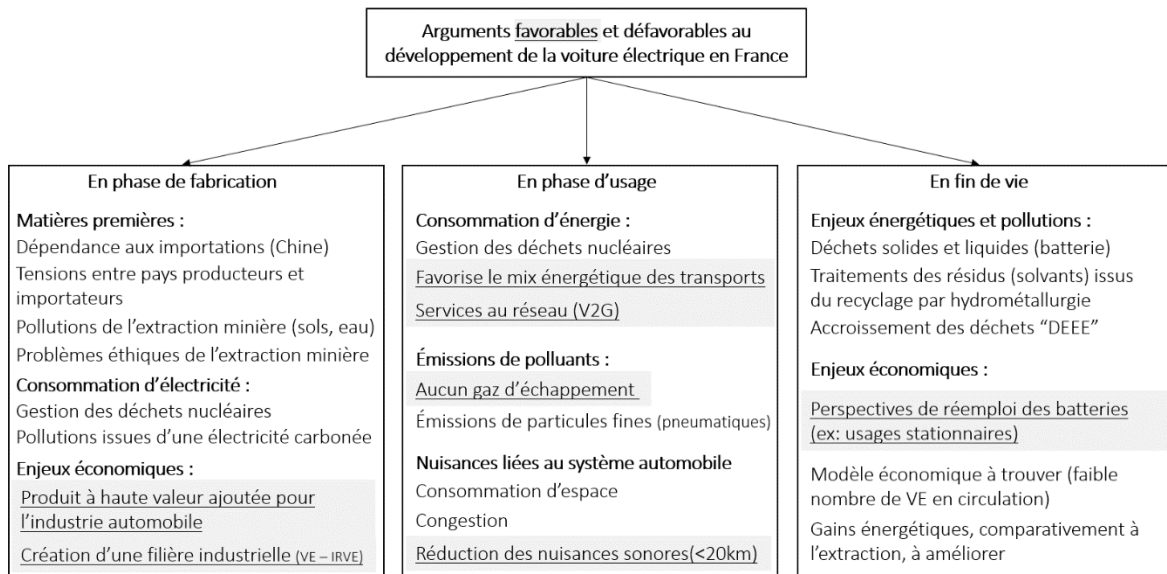 Arguments favorables et défavorables au
développement de la voiture électrique en France
En phase de fabrication
Matières premières :
Dépendance aux importations (Chine)
Tensions entre pays producteurs et
importateurs
Pollutions de l’extraction minière (sols, eau)
Problèmes éthiques de l’extraction minière
Consommation d’électricité :
Gestion des déchets nucléaires
Pollutions issues d’une électricité carbonée
Enjeux économiques :
Produit à haute valeur ajoutée pour
l’industrie automobile
Création d’une filière industrielle (VE – IRVE)
En phase d’usage
Consommation d’énergie :
Gestion des déchets nucléaires
Favorise le mix énergétique des transports
Services au réseau (V2G)
Émissions de polluants :
Aucun gaz d’échappement
Émissions de particules fines (pneumatiques)
Nuisances liées au système automobile
Consommation d’espace
Congestion
Réduction des nuisances sonores(<20km)
En fin de vie
Enjeux énergétiques et pollutions :
Déchets solides et liquides (batterie)
Traitements des résidus (solvants) issus
du recyclage par hydrométallurgie
Accroissement des déchets “DEEE”
Enjeux économiques :
Perspectives de réemploi des batteries
(ex: usages stationnaires)
Modèle économique à trouver (faible
nombre de VE en circulation)
Gains énergétiques, comparativement à
l’extraction, à améliorer